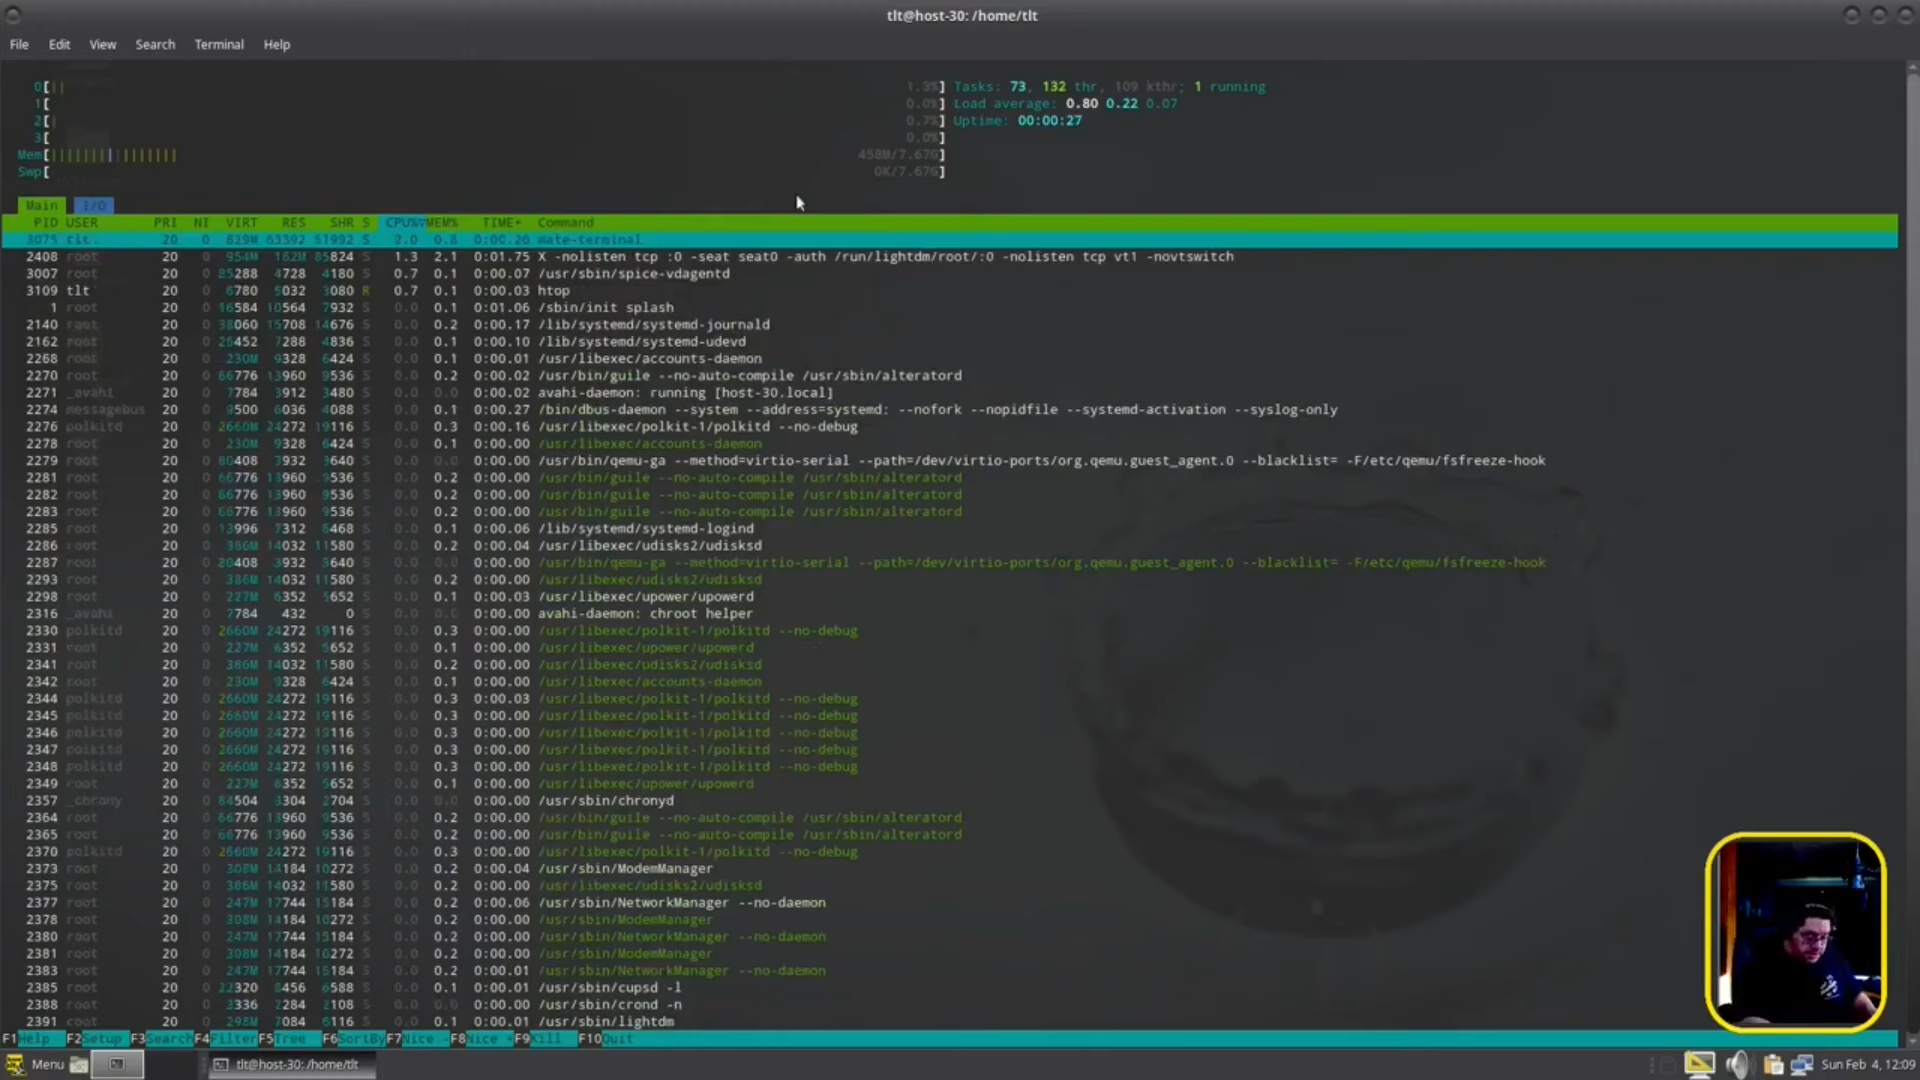 tlt@host-30: /home/tlt
File Edit View Search Terminal Help
0[|| 1.3%] Tasks: 73, 132 thr, 109 kthr; 1 running
1[ 0.0%] Load average: 0.80 0.22 0.07
2[ 0.7%] Uptime: 00:00:27
3[ 0.0%]
Mem[|||||||||||||||| 458M/7.67G]
Swp[ 0K/7.67G]
Main I/O
PID USER PRI NI VIRT RES SHR S CPU%▽MEM% TIME+ Command
3075 tlt 20 0 829M 63392 51992 S 2.0 0.8 0:00.20 mate-terminal
2408 root 20 0 954M 162M 85824 S 1.3 2.1 0:01.75 X -nolisten tcp :0 -seat seat0 -auth /run/lightdm/root/:0 -nolisten tcp vt1 -novtswitch
3007 root 20 0 85288 4728 4180 S 0.7 0.1 0:00.07 /usr/sbin/spice-vdagentd
3109 tlt 20 0 6780 5032 3080 R 0.7 0.1 0:00.03 htop
1 root 20 0 16584 10564 7932 S 0.0 0.1 0:01.06 /sbin/init splash
2140 root 20 0 38060 15708 14676 S 0.0 0.2 0:00.17 /lib/systemd/systemd-journald
2162 root 20 0 25452 7288 4836 S 0.0 0.1 0:00.10 /lib/systemd/systemd-udevd
2268 root 20 0 230M 9328 6424 S 0.0 0.1 0:00.01 /usr/libexec/accounts-daemon
2270 root 20 0 66776 13960 9536 S 0.0 0.2 0:00.02 /usr/bin/guile --no-auto-compile /usr/sbin/alteratord
2271 _avahi 20 0 7784 3912 3480 S 0.0 0.0 0:00.02 avahi-daemon: running [host-30.local]
2274 messagebus 20 0 9500 6036 4088 S 0.0 0.1 0:00.27 /bin/dbus-daemon --system --address=systemd: --nofork --nopidfile --systemd-activation --syslog-only
2276 polkitd 20 0 2660M 24272 19116 S 0.0 0.3 0:00.16 /usr/libexec/polkit-1/polkitd --no-debug
2278 root 20 0 230M 9328 6424 S 0.0 0.1 0:00.00 /usr/libexec/accounts-daemon
2279 root 20 0 80408 3932 3640 S 0.0 0.0 0:00.00 /usr/bin/qemu-ga --method=virtio-serial --path=/dev/virtio-ports/org.qemu.guest_agent.0 --blacklist= -F/etc/qemu/fsfreeze-hook
2281 root 20 0 66776 13960 9536 S 0.0 0.2 0:00.00 /usr/bin/guile --no-auto-compile /usr/sbin/alteratord
2282 root 20 0 66776 13960 9536 S 0.0 0.2 0:00.00 /usr/bin/guile --no-auto-compile /usr/sbin/alteratord
2283 root 20 0 66776 13960 9536 S 0.0 0.2 0:00.00 /usr/bin/guile --no-auto-compile /usr/sbin/alteratord
2285 root 20 0 13996 7312 6468 S 0.0 0.1 0:00.06 /lib/systemd/systemd-logind
2286 root 20 0 386M 14032 11580 S 0.0 0.2 0:00.04 /usr/libexec/udisks2/udisksd
2287 root 20 0 80408 3932 3640 S 0.0 0.0 0:00.00 /usr/bin/qemu-ga --method=virtio-serial --path=/dev/virtio-ports/org.qemu.guest_agent.0 --blacklist= -F/etc/qemu/fsfreeze-hook
2293 root 20 0 386M 14032 11580 S 0.0 0.2 0:00.00 /usr/libexec/udisks2/udisksd
2298 root 20 0 227M 6352 5652 S 0.0 0.1 0:00.03 /usr/libexec/upower/upowerd
2316 _avahi 20 0 7784 432 0 S 0.0 0.0 0:00.00 avahi-daemon: chroot helper
2330 polkitd 20 0 2660M 24272 19116 S 0.0 0.3 0:00.00 /usr/libexec/polkit-1/polkitd --no-debug
2331 root 20 0 227M 6352 5652 S 0.0 0.1 0:00.00 /usr/libexec/upower/upowerd
2341 root 20 0 386M 14032 11580 S 0.0 0.2 0:00.00 /usr/libexec/udisks2/udisksd
2342 root 20 0 230M 9328 6424 S 0.0 0.1 0:00.00 /usr/libexec/accounts-daemon
2344 polkitd 20 0 2660M 24272 19116 S 0.0 0.3 0:00.03 /usr/libexec/polkit-1/polkitd --no-debug
2345 polkitd 20 0 2660M 24272 19116 S 0.0 0.3 0:00.00 /usr/libexec/polkit-1/polkitd --no-debug
2346 polkitd 20 0 2660M 24272 19116 S 0.0 0.3 0:00.00 /usr/libexec/polkit-1/polkitd --no-debug
2347 polkitd 20 0 2660M 24272 19116 S 0.0 0.3 0:00.00 /usr/libexec/polkit-1/polkitd --no-debug
2348 polkitd 20 0 2660M 24272 19116 S 0.0 0.3 0:00.00 /usr/libexec/polkit-1/polkitd --no-debug
2349 root 20 0 227M 6352 5652 S 0.0 0.1 0:00.00 /usr/libexec/upower/upowerd
2357 _chrony 20 0 84504 3304 2704 S 0.0 0.0 0:00.00 /usr/sbin/chronyd
2364 root 20 0 66776 13960 9536 S 0.0 0.2 0:00.00 /usr/bin/guile --no-auto-compile /usr/sbin/alteratord
2365 root 20 0 66776 13960 9536 S 0.0 0.2 0:00.00 /usr/bin/guile --no-auto-compile /usr/sbin/alteratord
2370 polkitd 20 0 2660M 24272 19116 S 0.0 0.3 0:00.00 /usr/libexec/polkit-1/polkitd --no-debug
2373 root 20 0 308M 14184 10272 S 0.0 0.2 0:00.04 /usr/sbin/ModemManager
2375 root 20 0 386M 14032 11580 S 0.0 0.2 0:00.00 /usr/libexec/udisks2/udisksd
2377 root 20 0 247M 17744 15184 S 0.0 0.2 0:00.06 /usr/sbin/NetworkManager --no-daemon
2378 root 20 0 308M 14184 10272 S 0.0 0.2 0:00.00 /usr/sbin/ModemManager
2380 root 20 0 247M 17744 15184 S 0.0 0.2 0:00.00 /usr/sbin/NetworkManager --no-daemon
2381 root 20 0 308M 14184 10272 S 0.0 0.2 0:00.00 /usr/sbin/ModemManager
2383 root 20 0 247M 17744 15184 S 0.0 0.2 0:00.01 /usr/sbin/NetworkManager --no-daemon
2385 root 20 0 22320 8456 6588 S 0.0 0.1 0:00.01 /usr/sbin/cupsd -l
2388 root 20 0 3336 2284 2108 S 0.0 0.0 0:00.00 /usr/sbin/crond -n
2391 root 20 0 298M 7084 6116 S 0.0 0.1 0:00.01 /usr/sbin/lightdm
F1Help F2Setup F3SearchF4FilterF5Tree F6SortByF7Nice -F8Nice +F9Kill F10Quit
Menu tlt@host-30: /home/tlt Sun Feb 4, 12:09